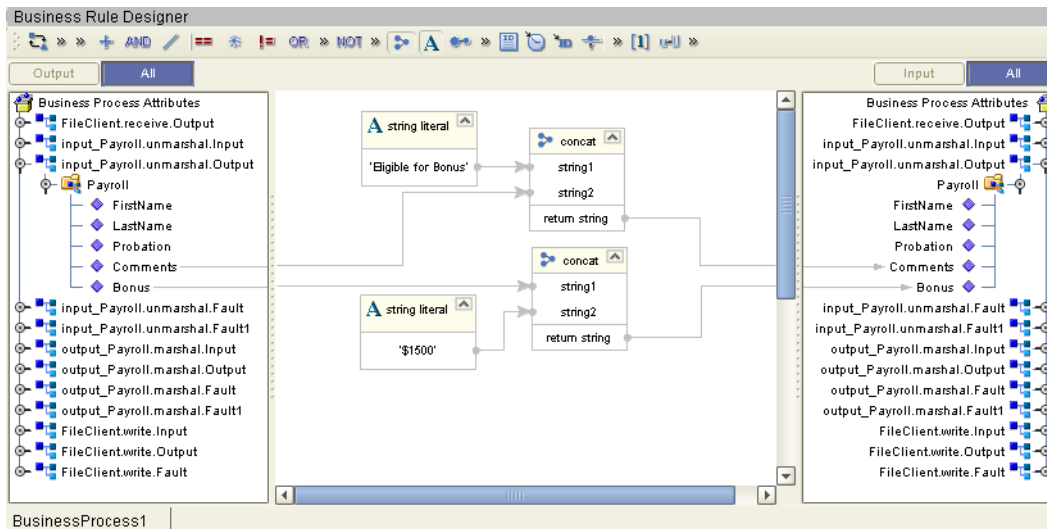 Business Rule Designer
» » AND == != OR » NOT » A » 10 10 » [1] »
Output All Input All
Business Process Attributes
FileClient.receive.Output
input_Payroll.unmarshal.Input
input_Payroll.unmarshal.Output
Payroll
FirstName
LastName
Probation
Comments
Bonus
input_Payroll.unmarshal.Fault
input_Payroll.unmarshal.Fault1
output_Payroll.marshal.Input
output_Payroll.marshal.Output
output_Payroll.marshal.Fault
output_Payroll.marshal.Fault1
FileClient.write.Input
FileClient.write.Output
FileClient.write.Fault
A string literal
'Eligible for Bonus'
concat
string1
string2
return string
concat
string1
string2
return string
A string literal
'$1500'
Business Process Attributes
FileClient.receive.Output
input_Payroll.unmarshal.Input
input_Payroll.unmarshal.Output
Payroll
FirstName
LastName
Probation
Comments
Bonus
input_Payroll.unmarshal.Fault
input_Payroll.unmarshal.Fault1
output_Payroll.marshal.Input
output_Payroll.marshal.Output
output_Payroll.marshal.Fault
output_Payroll.marshal.Fault1
FileClient.write.Input
FileClient.write.Output
FileClient.write.Fault
BusinessProcess1